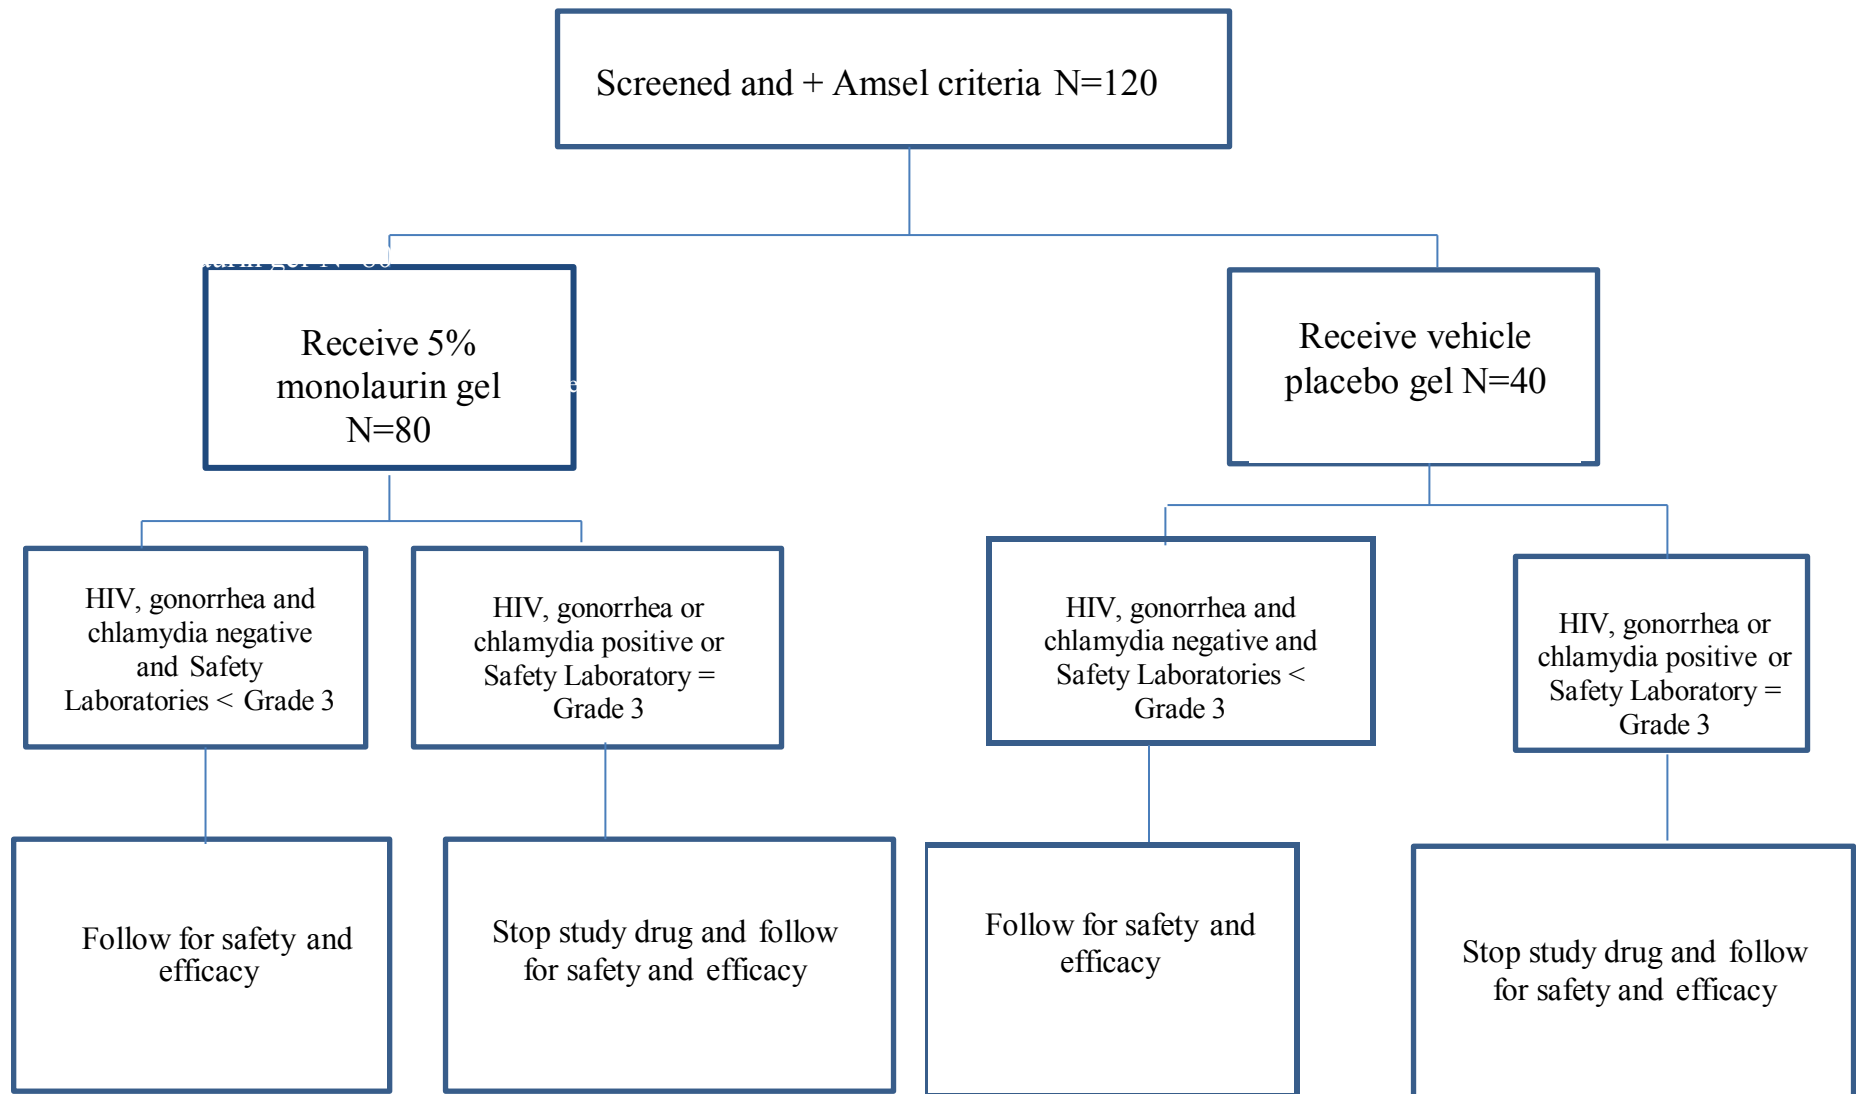 Screened and + Amsel criteria N=120
Receive 5%
monolaurin gel
N=80
Receive vehicle
placebo gel N=40
HIV, gonorrhea and
chlamydia negative
and Safety
Laboratories < Grade 3
HIV, gonorrhea or
chlamydia positive or
Safety Laboratory =
Grade 3
HIV, gonorrhea and
chlamydia negative and
Safety Laboratories <
Grade 3
HIV, gonorrhea or
chlamydia positive or
Safety Laboratory =
Grade 3
Follow for safety and
efficacy
Stop study drug and follow
for safety and efficacy
Follow for safety and
efficacy
Stop study drug and follow
for safety and efficacy